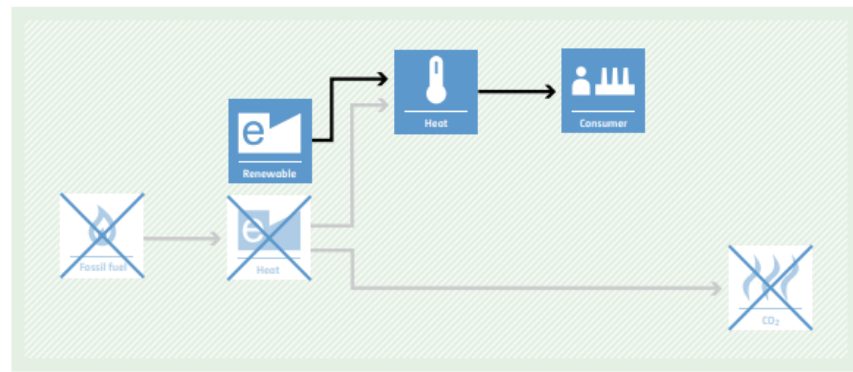 Heat
Consumer
e
Renewable
Fossil fuel
e
Heat
CO₂